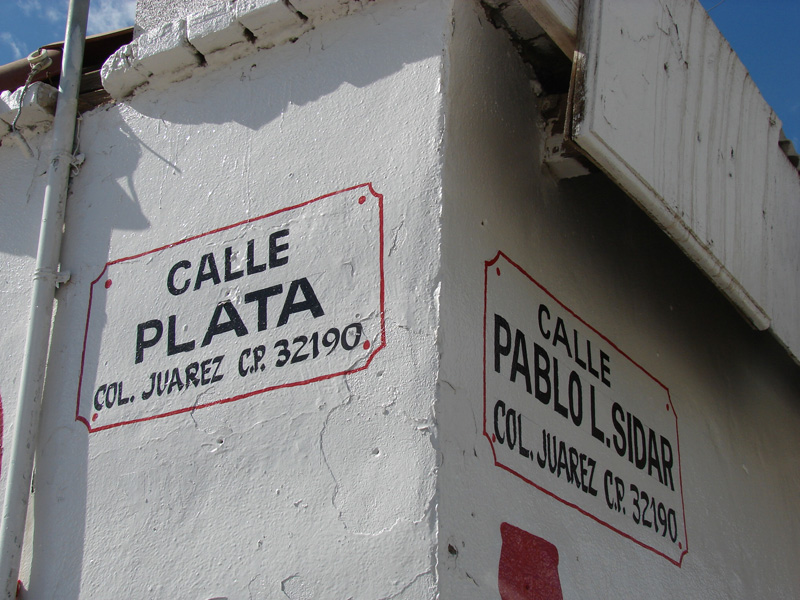 CALLE
PLATA
COL. JUAREZ C.P. 32190
CALLE
PABLO L. SIDAR
COL. JUAREZ C.P. 32190